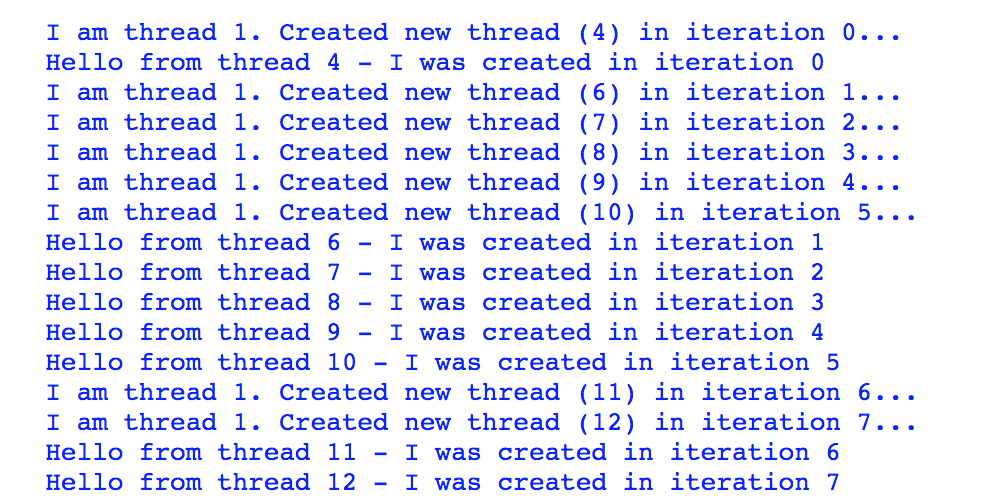 I am thread 1. Created new thread (4) in iteration 0...
Hello from thread 4 - I was created in iteration 0
I am thread 1. Created new thread (6) in iteration 1...
I am thread 1. Created new thread (7) in iteration 2...
I am thread 1. Created new thread (8) in iteration 3...
I am thread 1. Created new thread (9) in iteration 4...
I am thread 1. Created new thread (10) in iteration 5...
Hello from thread 6 - I was created in iteration 1
Hello from thread 7 - I was created in iteration 2
Hello from thread 8 - I was created in iteration 3
Hello from thread 9 - I was created in iteration 4
Hello from thread 10 - I was created in iteration 5
I am thread 1. Created new thread (11) in iteration 6...
I am thread 1. Created new thread (12) in iteration 7...
Hello from thread 11 - I was created in iteration 6
Hello from thread 12 - I was created in iteration 7